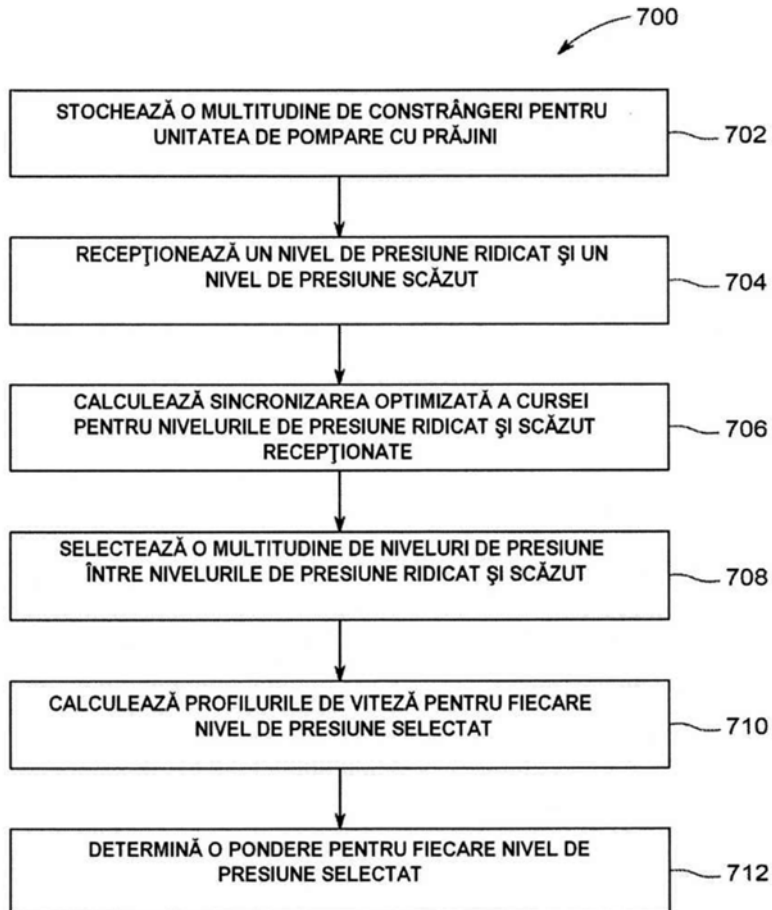 700
STOCHEAZĂ O MULTITUDINE DE CONSTRÂNGERI PENTRU
UNITATEA DE POMPARE CU PRĂJINI
702
RECEPŢIONEAZĂ UN NIVEL DE PRESIUNE RIDICAT ŞI UN
NIVEL DE PRESIUNE SCĂZUT
704
CALCULEAZĂ SINCRONIZAREA OPTIMIZATĂ A CURSEI
PENTRU NIVELURILE DE PRESIUNE RIDICAT ŞI SCĂZUT
RECEPŢIONATE
706
SELECTEAZĂ O MULTITUDINE DE NIVELURI DE PRESIUNE
ÎNTRE NIVELURILE DE PRESIUNE RIDICAT ŞI SCĂZUT
708
CALCULEAZĂ PROFILURILE DE VITEZĂ PENTRU FIECARE
NIVEL DE PRESIUNE SELECTAT
710
DETERMINĂ O PONDERE PENTRU FIECARE NIVEL DE
PRESIUNE SELECTAT
712